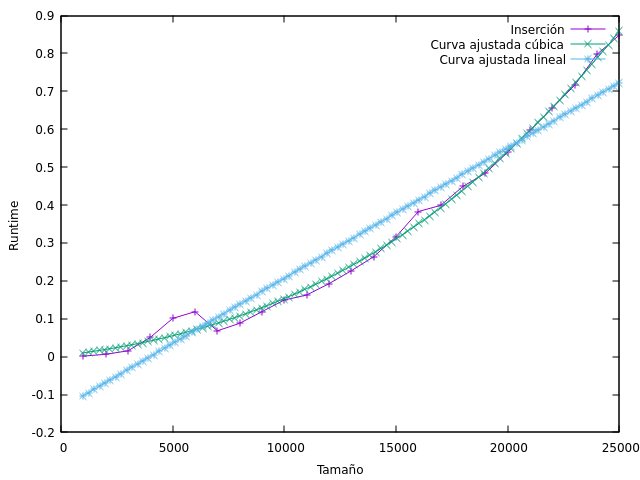 0.9
0.8
0.7
0.6
0.5
0.4
0.3
0.2
0.1
0
-0.1
-0.2
0 5000 10000 15000 20000 25000
Runtime
Tamaño
Inserción
Curva ajustada cúbica
Curva ajustada lineal